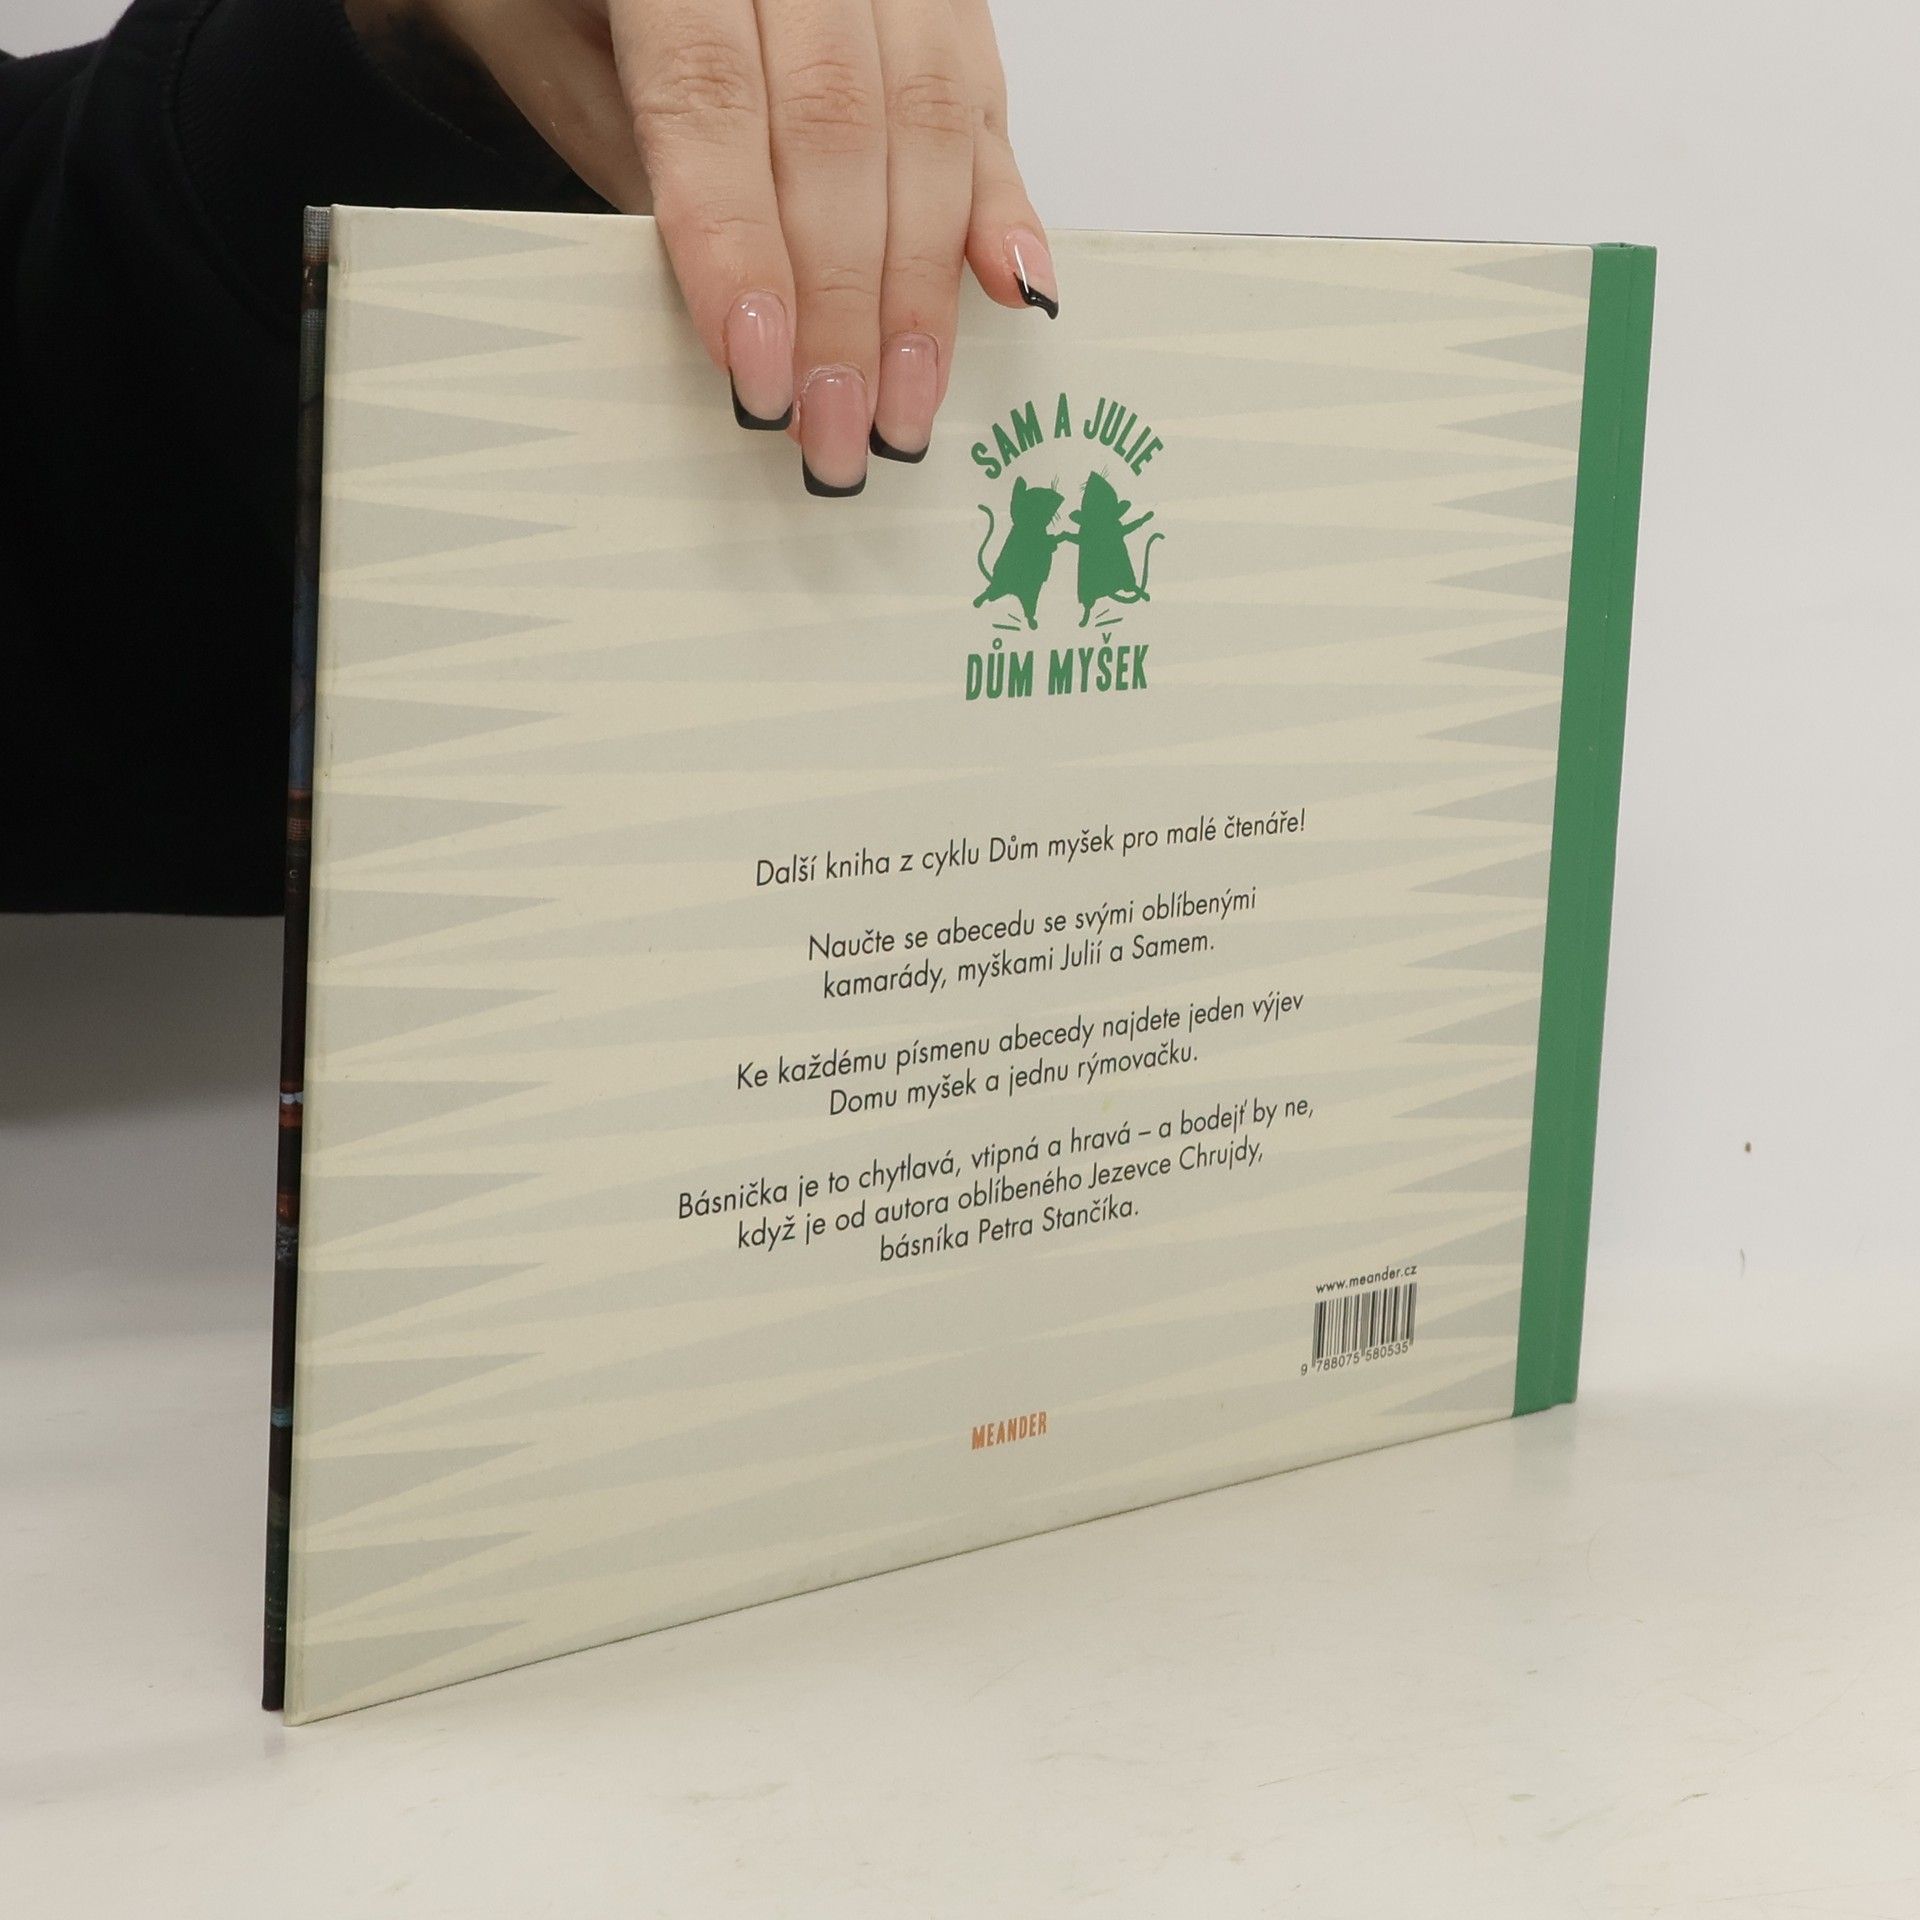 SAM A JULIE
DŮM MYŠEK
Další kniha z cyklu Dům myšek pro malé čtenáře!
Naučte se abecedu se svými oblíbenými
kamarády, myškami Julií a Samem.
Ke každému písmenu abecedy najdete jeden výjev
Domu myšek a jednu rýmovačku.
Básnička je to chytlavá, vtipná a hravá – a bodejť by ne,
když je od autora oblíbeného Jezevce Chrujdy,
básníka Petra Stančíka.
www.meander.cz
9 788075 580535
MEANDER